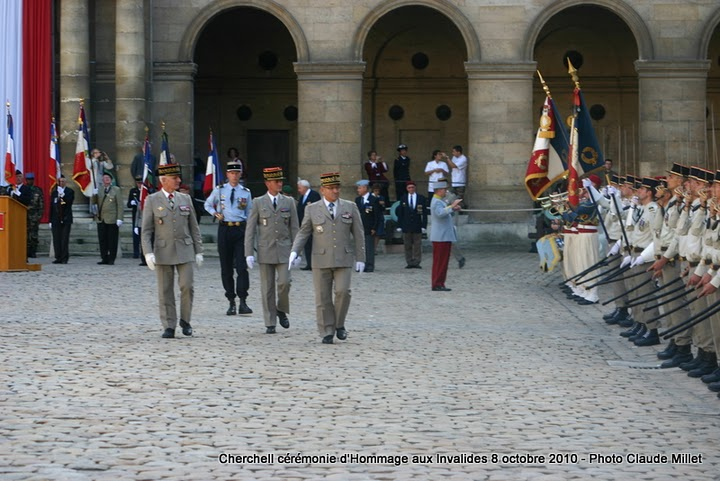 Cherchell cérémonie d'Hommage aux Invalides 8 octobre 2010 - Photo Claude Millet